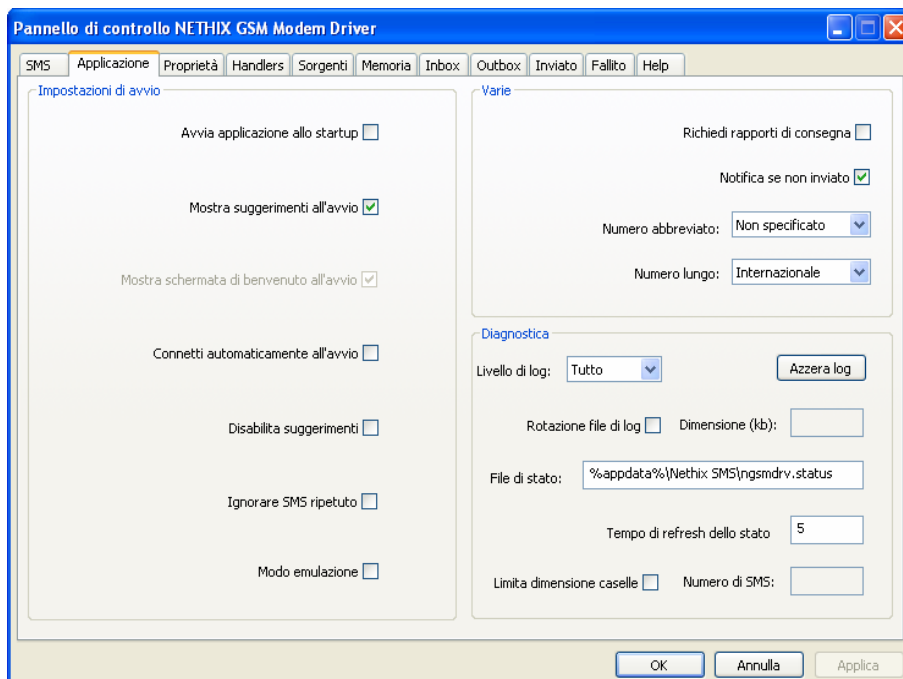 Pannello di controllo NETHIX GSM Modem Driver
SMS Applicazione Proprietà Handlers Sorgenti Memoria Inbox Outbox Inviato Fallito Help
Impostazioni di avvio
Avvia applicazione allo startup
Mostra suggerimenti all'avvio
Mostra schermata di benvenuto all'avvio
Connetti automaticamente all'avvio
Disabilita suggerimenti
Ignorare SMS ripetuto
Modo emulazione
Varie
Richiedi rapporti di consegna
Notifica se non inviato
Numero abbreviato: Non specificato
Numero lungo: Internazionale
Diagnostica
Livello di log: Tutto Azzera log
Rotazione file di log Dimensione (kb):
File di stato: %appdata%\Nethix SMS\ngsmdrv.status
Tempo di refresh dello stato 5
Limita dimensione caselle Numero di SMS:
OK Annulla Applica